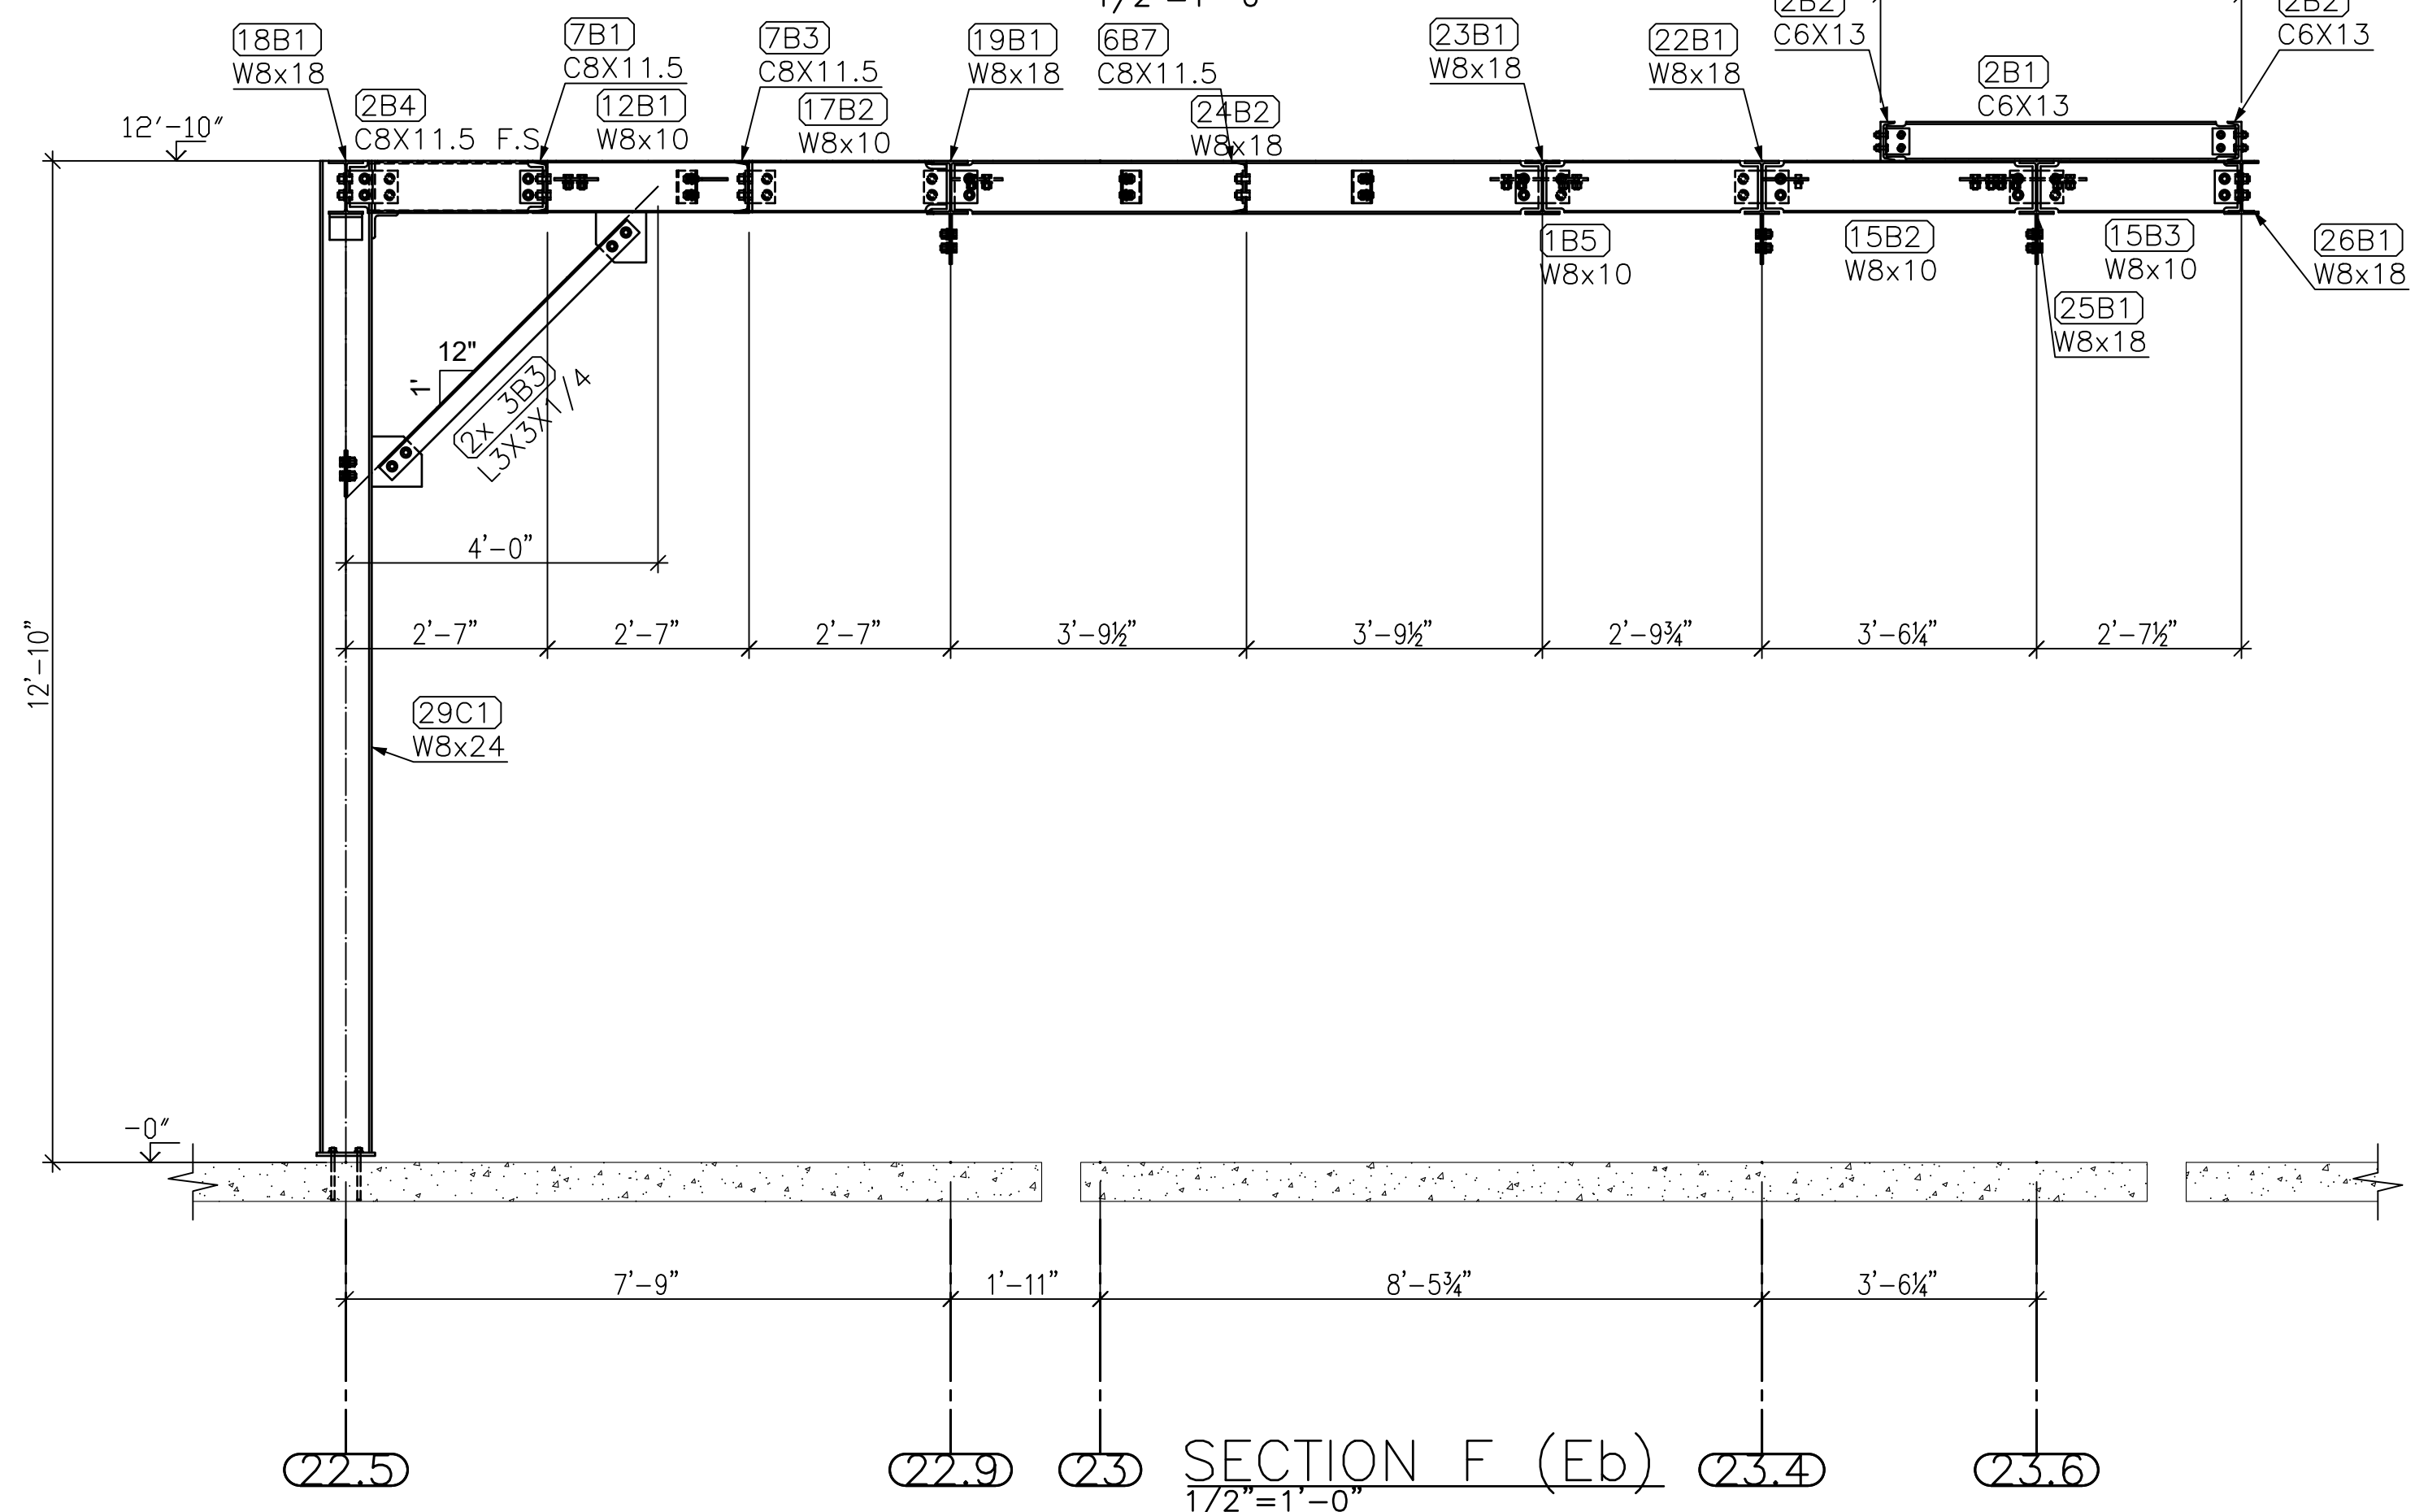 1/2"=1'-0"
2B2
C6X13
2B2
C6X13
18B1
W8x18
7B1
C8X11.5
7B3
C8X11.5
19B1
W8x18
6B7
C8X11.5
23B1
W8x18
22B1
W8x18
2B1
C6X13
2B4
C8X11.5 F.S.
12B1
W8x10
17B2
W8x10
24B2
W8x18
12'-10"
1B5
W8x10
15B2
W8x10
15B3
W8x10
26B1
W8x18
25B1
W8x18
12"
1'
2x 3B3
L3X3X1/4
4'-0"
12'-10"
2'-7"
2'-7"
2'-7"
3'-9½"
3'-9½"
2'-9¾"
3'-6¼"
2'-7½"
29C1
W8x24
-0"
7'-9"
1'-11"
8'-5¾"
3'-6¼"
22.5
22.9
23
SECTION F (Eb)
1/2"=1'-0"
23.4
23.6